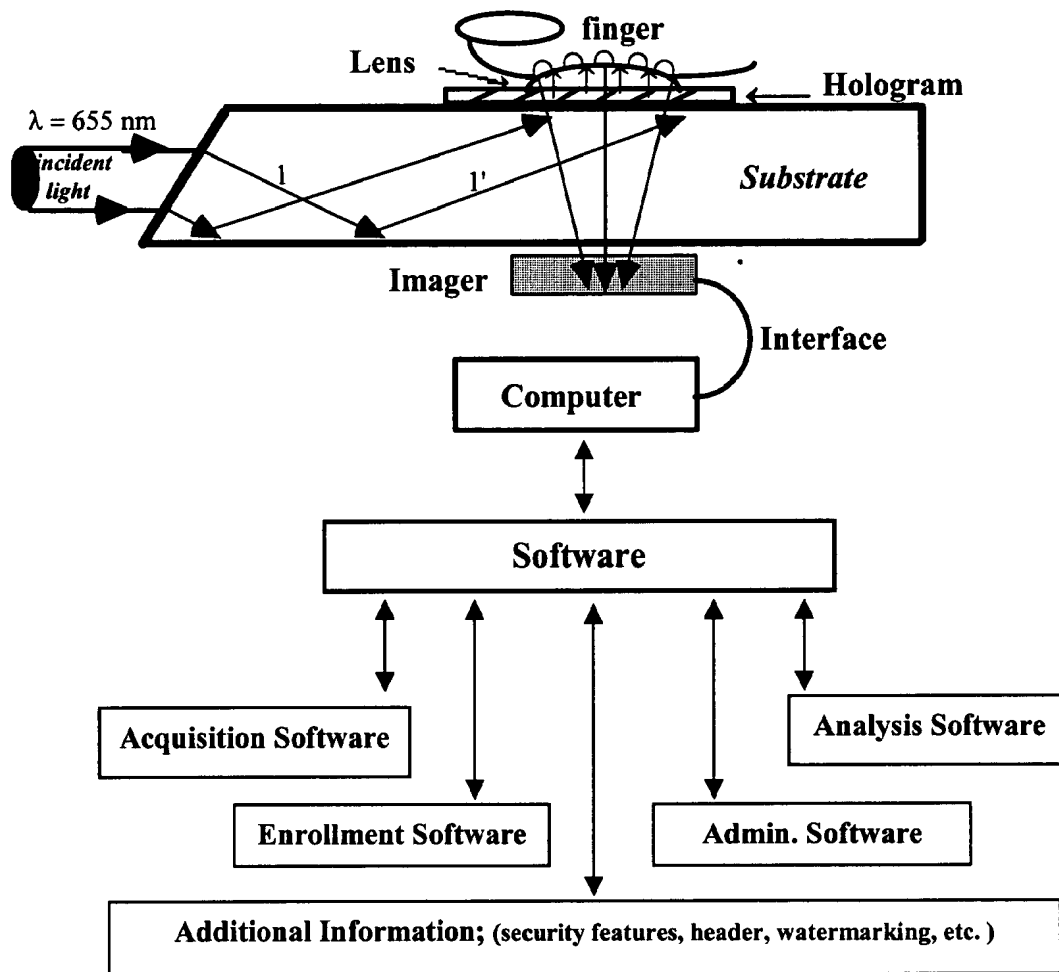 finger
Lens
Hologram
λ = 655 nm
incident
light
1
1'
Substrate
Imager
Interface
Computer
Software
Acquisition Software
Analysis Software
Enrollment Software
Admin. Software
Additional Information; (security features, header, watermarking, etc. )